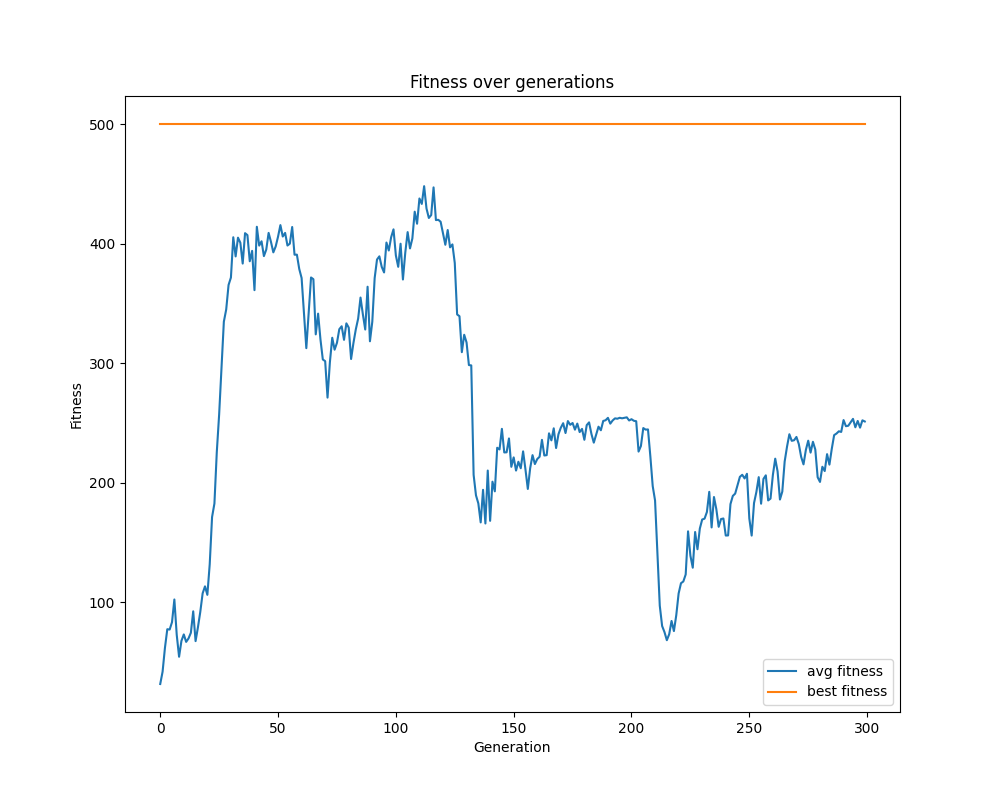 Fitness over generations
Fitness
500
400
300
200
100
0 50 100 150 200 250 300
Generation
avg fitness
best fitness